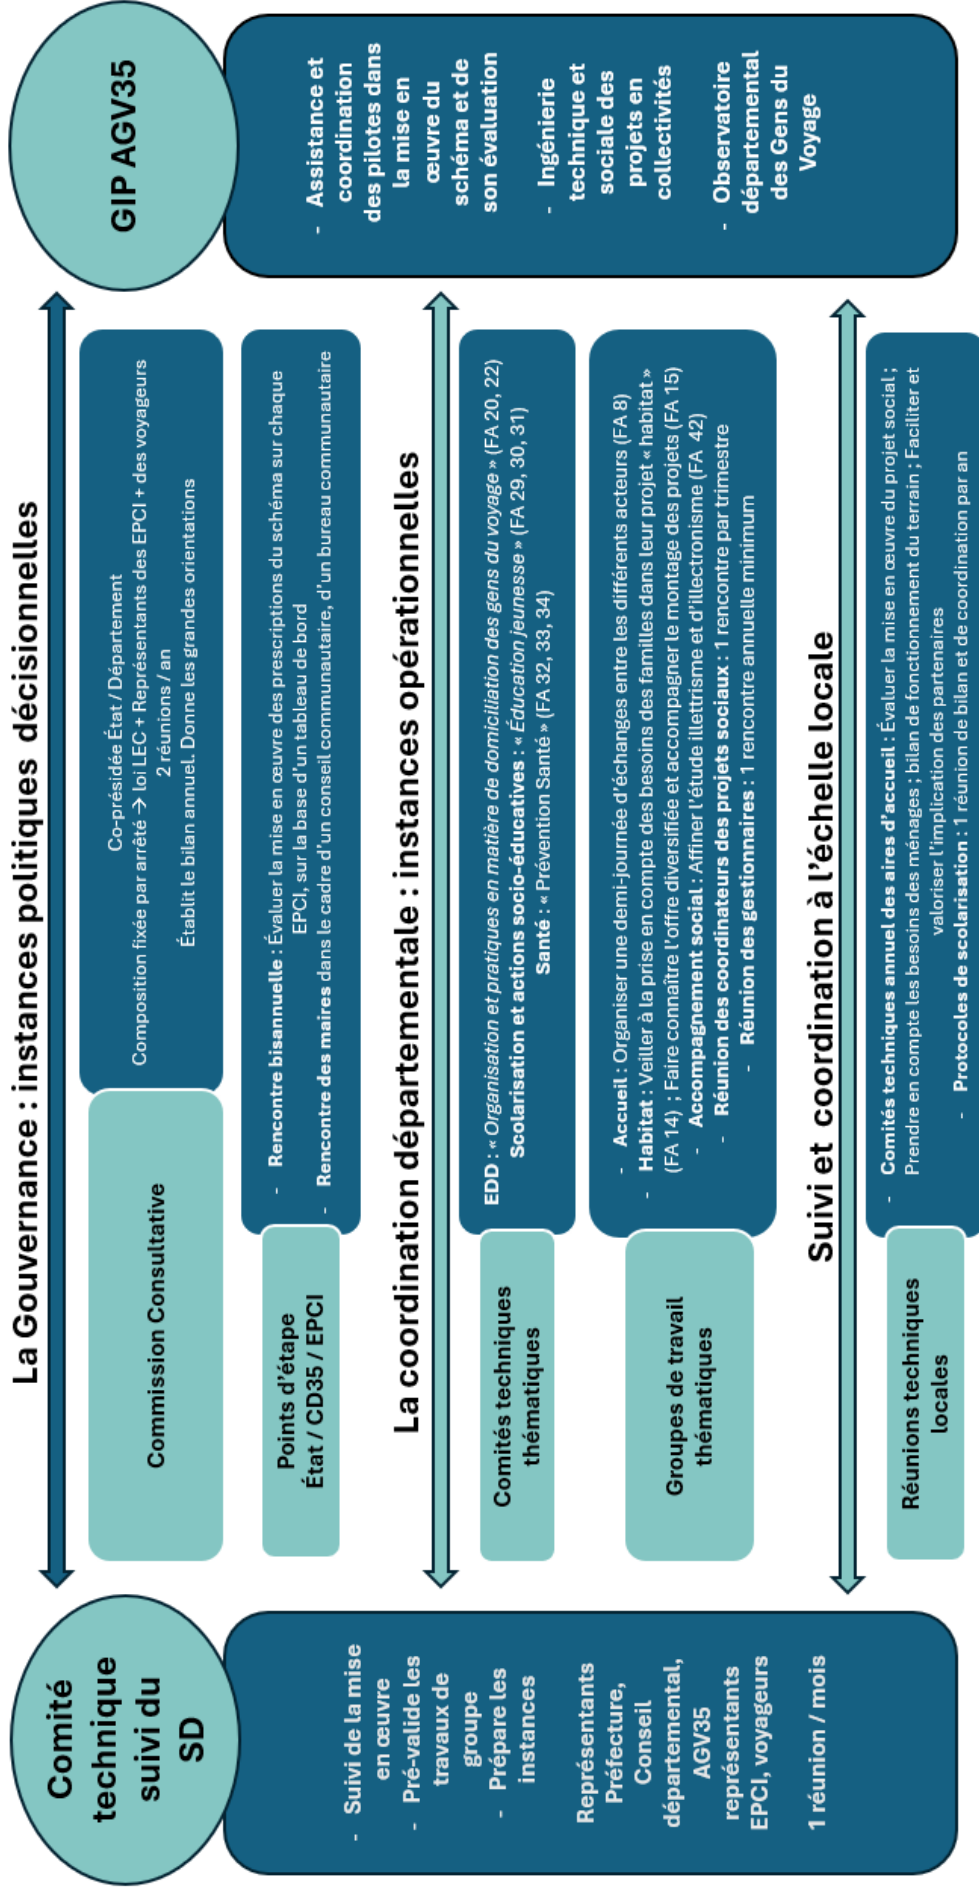 La Gouvernance : instances politiques décisionnelles
Comité
technique
suivi du
SD
- Suivi de la mise
en œuvre
- Pré-valide les
travaux de
groupe
- Prépare les
instances
Représentants
Préfecture,
Conseil
départemental,
AGV35
représentants
EPCI, voyageurs
1 réunion / mois
Commission Consultative
Co-présidée État / Département
Composition fixée par arrêté → loi LEC + Représentants des EPCI + des voyageurs
2 réunions / an
Établit le bilan annuel. Donne les grandes orientations
Points d’étape
État / CD35 / EPCI
- Rencontre bisannuelle : Évaluer la mise en œuvre des prescriptions du schéma sur chaque
EPCI, sur la base d’un tableau de bord
- Rencontre des maires dans le cadre d’un conseil communautaire, d’un bureau communautaire
La coordination départementale : instances opérationnelles
Comités techniques
thématiques
EDD : « Organisation et pratiques en matière de domiciliation des gens du voyage » (FA 20, 22)
Scolarisation et actions socio-éducatives : « Éducation jeunesse » (FA 29, 30, 31)
Santé : « Prévention Santé » (FA 32, 33, 34)
Groupes de travail
thématiques
- Accueil : Organiser une demi-journée d’échanges entre les différents acteurs (FA 8)
- Habitat : Veiller à la prise en compte des besoins des familles dans leur projet « habitat »
(FA 14) ; Faire connaître l’offre diversifiée et accompagner le montage des projets (FA 15)
- Accompagnement social : Affiner l’étude illettrisme et d’illectronisme (FA 42)
- Réunion des coordinateurs des projets sociaux : 1 rencontre par trimestre
- Réunion des gestionnaires : 1 rencontre annuelle minimum
Suivi et coordination à l’échelle locale
Réunions techniques
locales
- Comités techniques annuel des aires d’accueil : Évaluer la mise en œuvre du projet social ;
Prendre en compte les besoins des ménages ; bilan de fonctionnement du terrain ; Faciliter et
valoriser l’implication des partenaires
- Protocoles de scolarisation : 1 réunion de bilan et de coordination par an
GIP AGV35
- Assistance et
coordination
des pilotes dans
la mise en
œuvre du
schéma et de
son évaluation
- Ingénierie
technique et
sociale des
projets en
collectivités
- Observatoire
départemental
des Gens du
Voyage